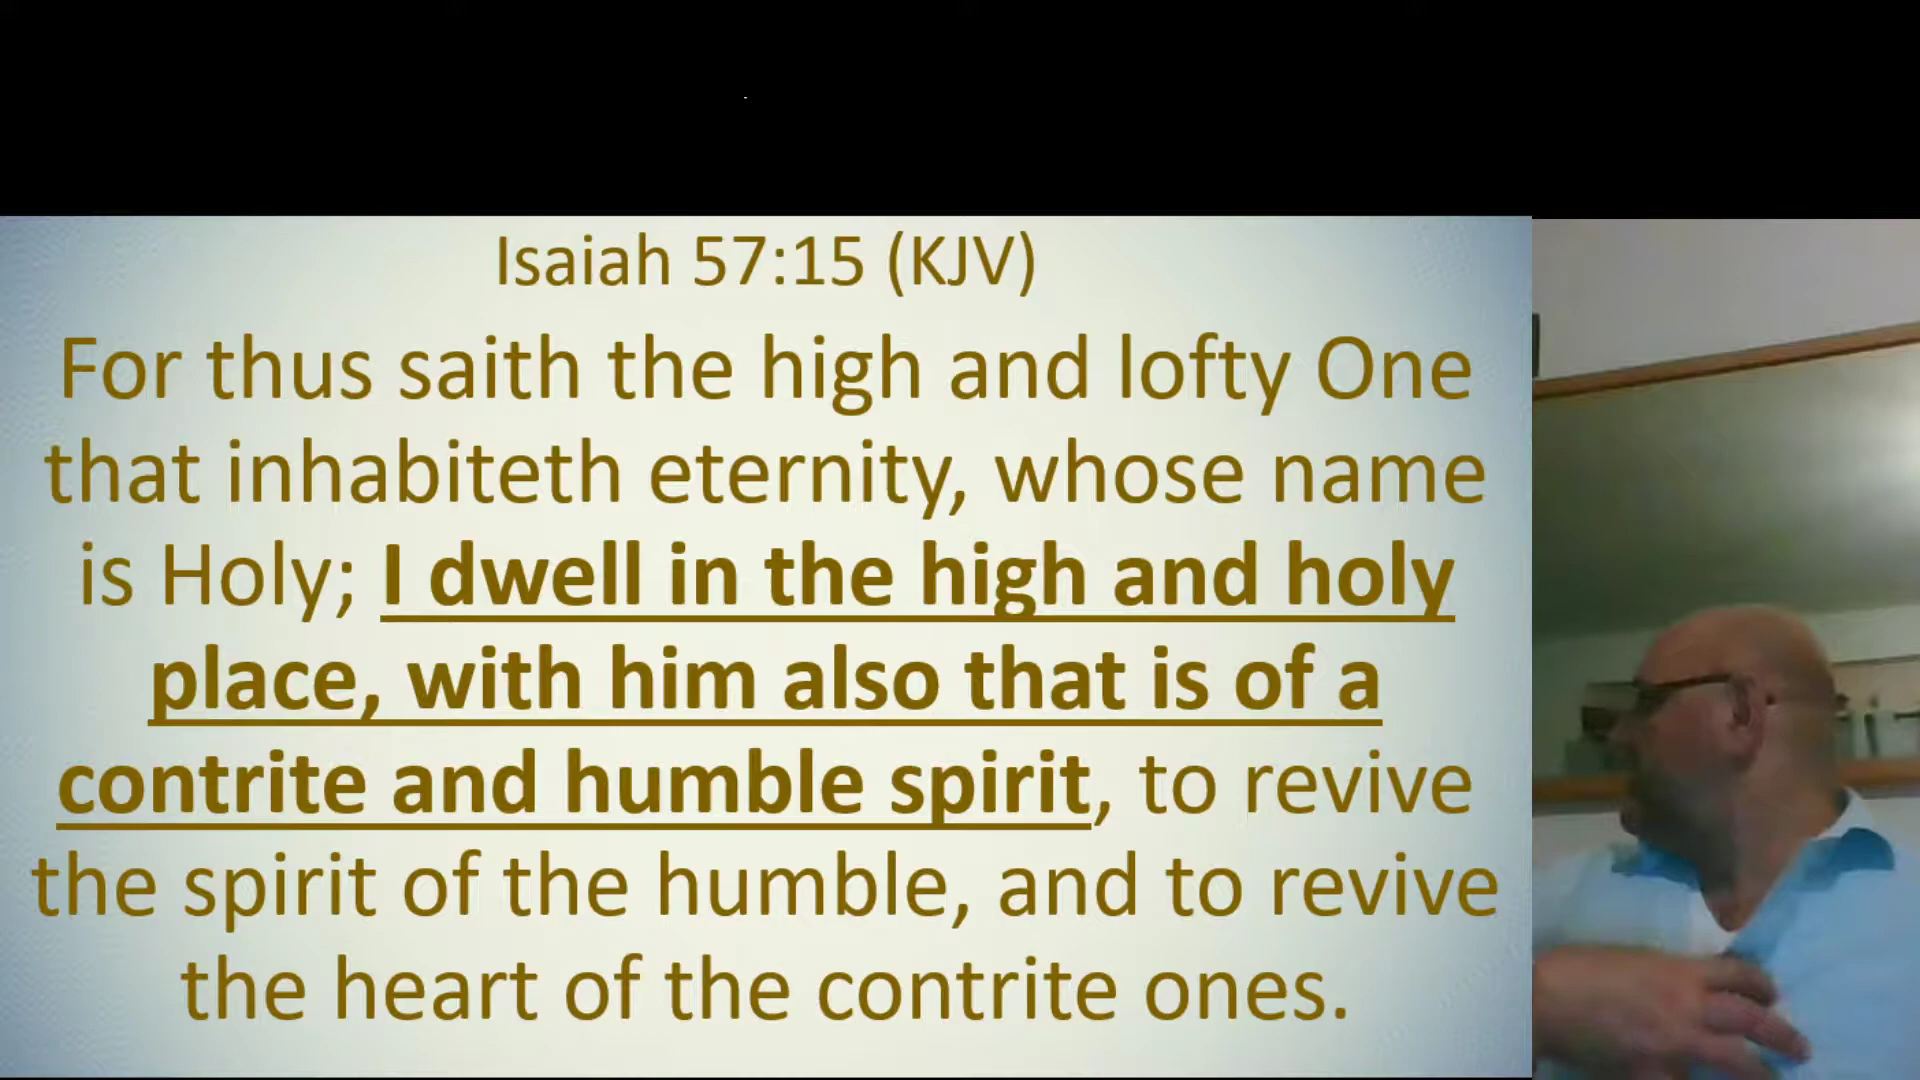 Isaiah 57:15 (KJV)
For thus saith the high and lofty One
that inhabiteth eternity, whose name
is Holy; I dwell in the high and holy
place, with him also that is of a
contrite and humble spirit, to revive
the spirit of the humble, and to revive
the heart of the contrite ones.